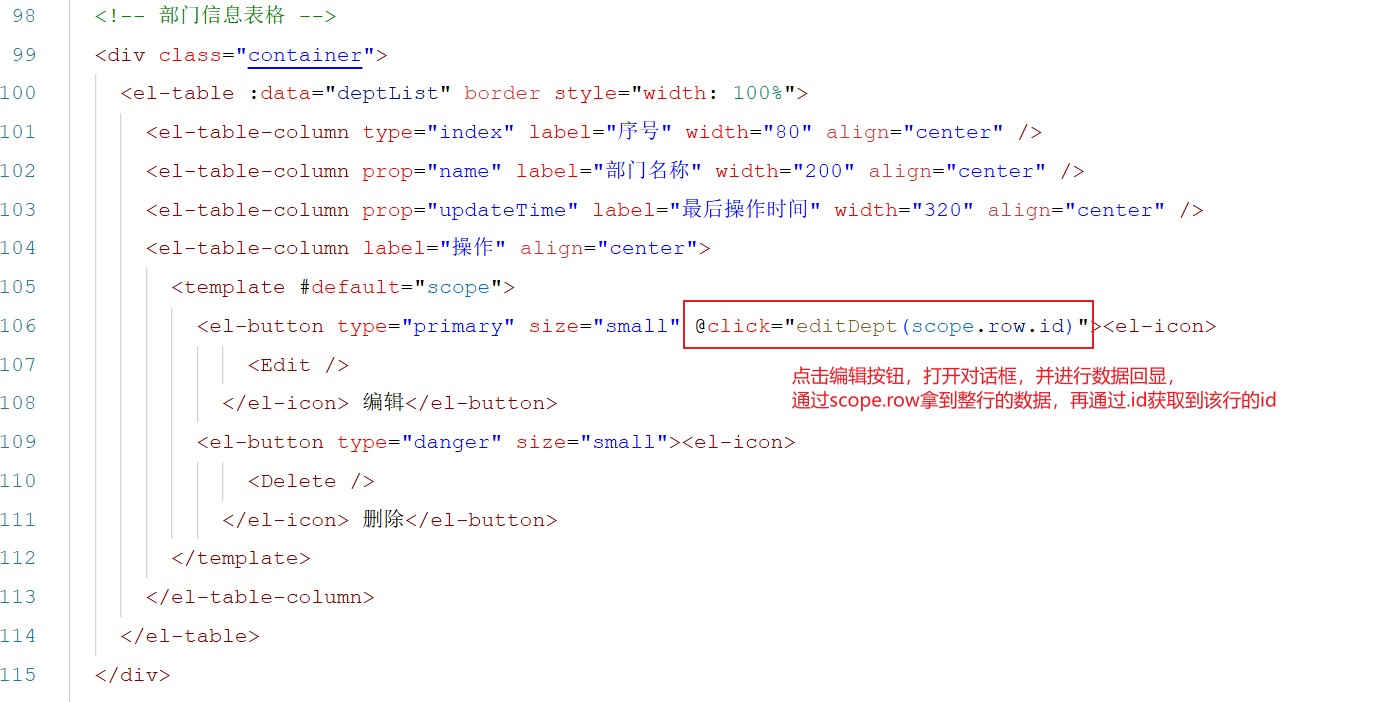 98 <!-- 部门信息表格 -->
99 <div class="container">
100 <el-table :data="deptList" border style="width: 100%">
101 <el-table-column type="index" label="序号" width="80" align="center" />
102 <el-table-column prop="name" label="部门名称" width="200" align="center" />
103 <el-table-column prop="updateTime" label="最后操作时间" width="320" align="center" />
104 <el-table-column label="操作" align="center">
105 <template #default="scope">
106 <el-button type="primary" size="small" @click="editDept(scope.row.id)"><el-icon>
107 <Edit />
点击编辑按钮，打开对话框，并进行数据回显，
通过scope.row拿到整行的数据，再通过.id获取到该行的id
108 </el-icon> 编辑</el-button>
109 <el-button type="danger" size="small"><el-icon>
110 <Delete />
111 </el-icon> 删除</el-button>
112 </template>
113 </el-table-column>
114 </el-table>
115 </div>